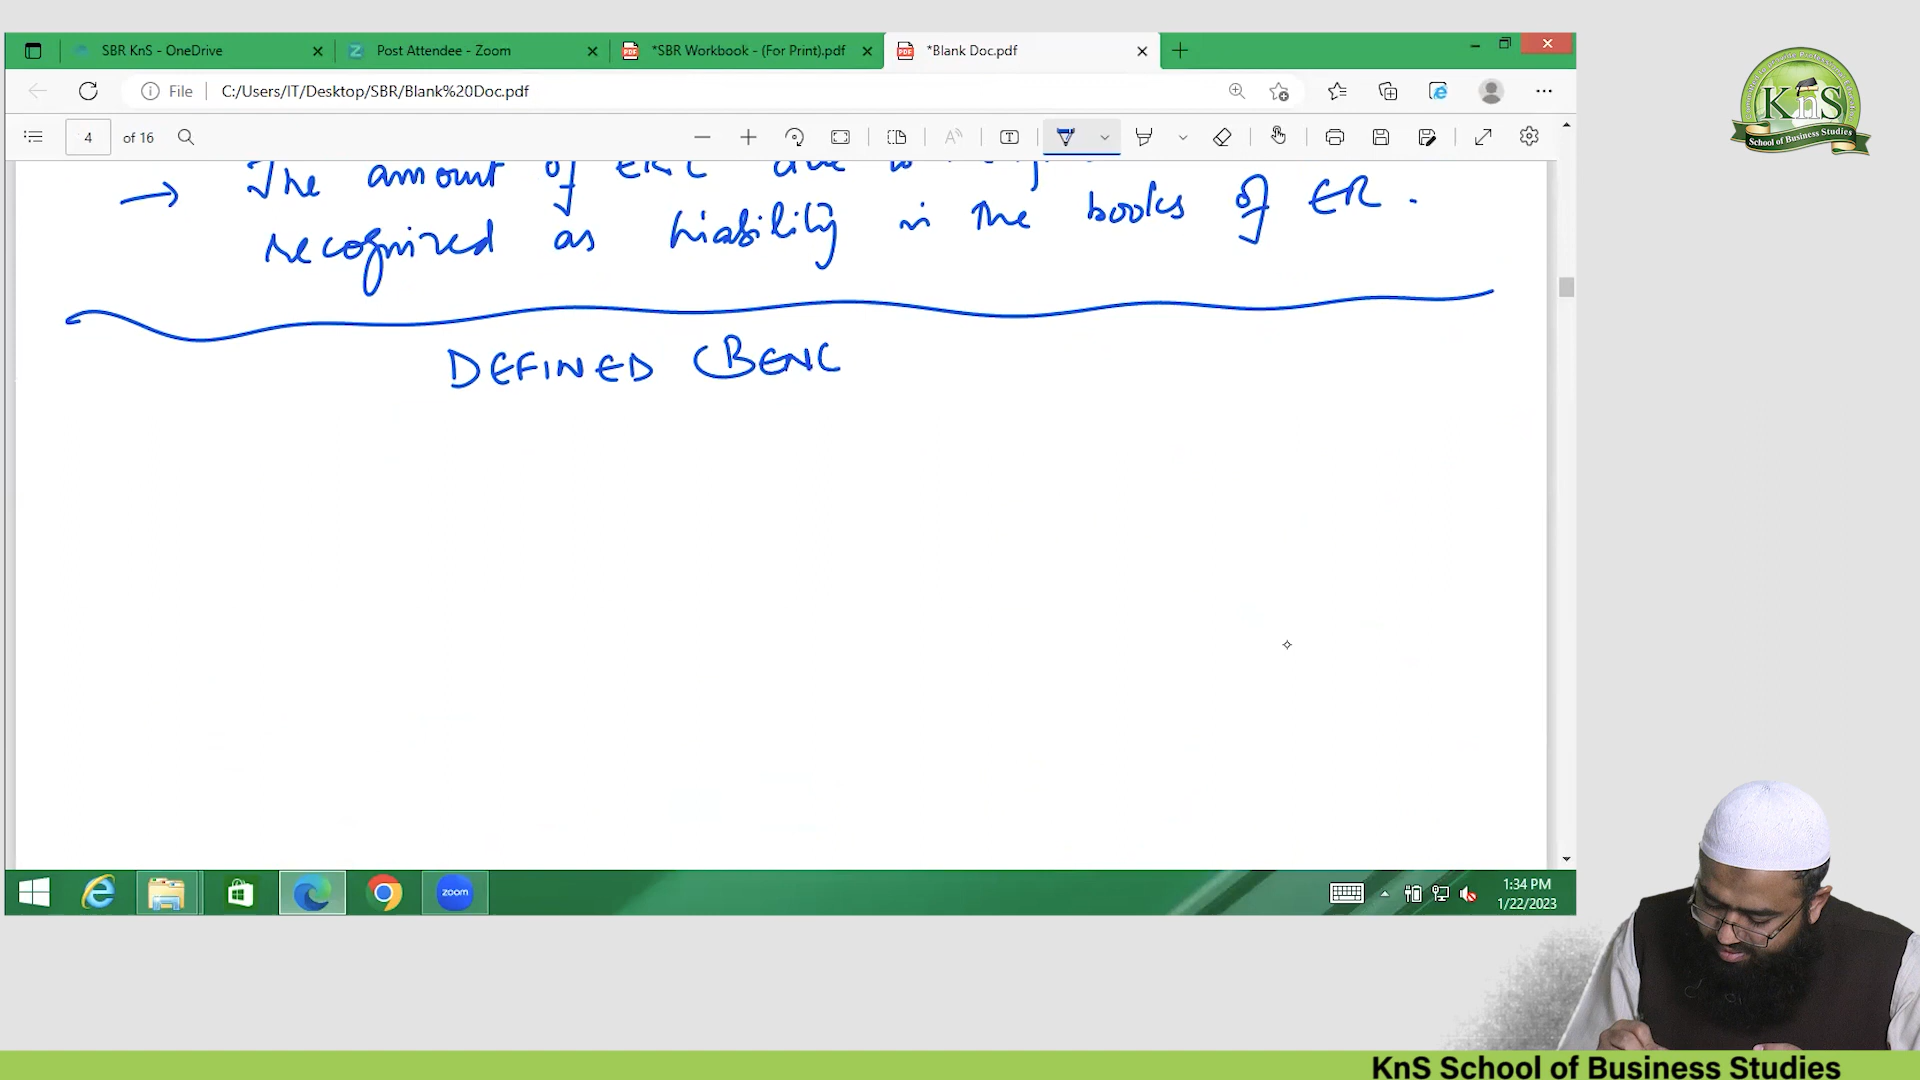 SBR KnS - OneDrive
Post Attendee - Zoom
*SBR Workbook - (For Print).pdf
*Blank Doc.pdf
File
C:/Users/IT/Desktop/SBR/Blank%20Doc.pdf
4 of 16
→ The amount of
recognized as liability in the books of ER.
DEFINED BENC
zoom
1:34 PM
1/22/2023
KnS
School of Business Studies
KnS School of Business Studies